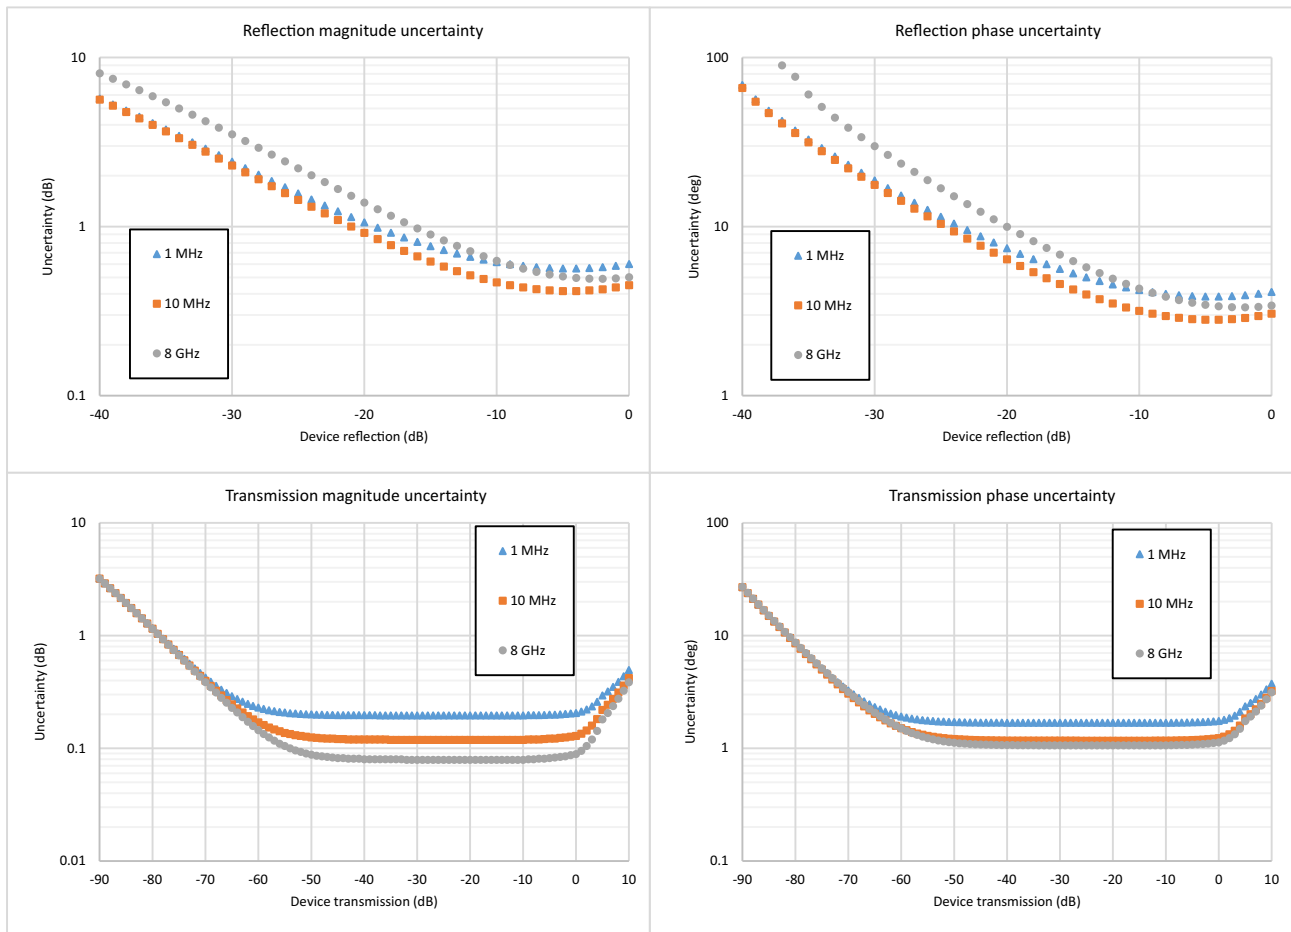 Reflection magnitude uncertainty
10
1
0.1
Uncertainty (dB)
1 MHz
10 MHz
8 GHz
-40 -30 -20 -10 0
Device reflection (dB)
Reflection phase uncertainty
100
10
1
Uncertainty (deg)
1 MHz
10 MHz
8 GHz
-40 -30 -20 -10 0
Device reflection (dB)
Transmission magnitude uncertainty
10
1
0.1
0.01
Uncertainty (dB)
1 MHz
10 MHz
8 GHz
-90 -80 -70 -60 -50 -40 -30 -20 -10 0 10
Device transmission (dB)
Transmission phase uncertainty
100
10
1
0.1
Uncertainty (deg)
1 MHz
10 MHz
8 GHz
-90 -80 -70 -60 -50 -40 -30 -20 -10 0 10
Device transmission (dB)